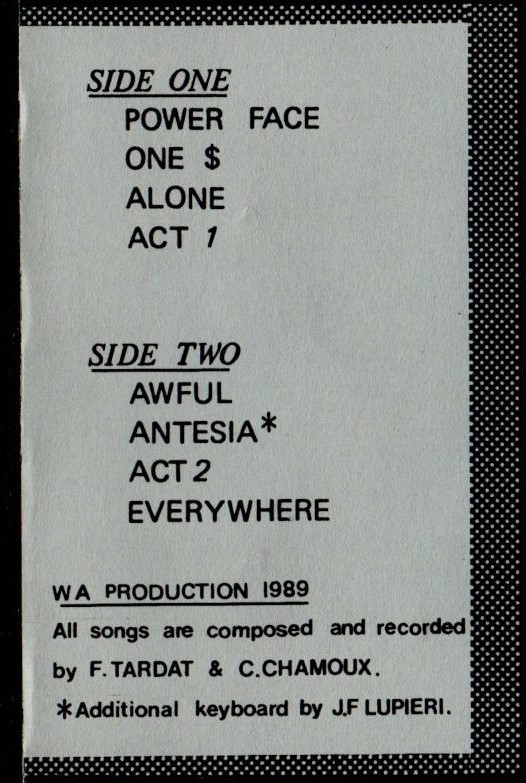 SIDE ONE
POWER FACE
ONE $
ALONE
ACT 1
SIDE TWO
AWFUL
ANTESIA*
ACT 2
EVERYWHERE
WA PRODUCTION 1989
All songs are composed and recorded
by F. TARDAT & C.CHAMOUX.
*Additional keyboard by J.F LUPIERI.